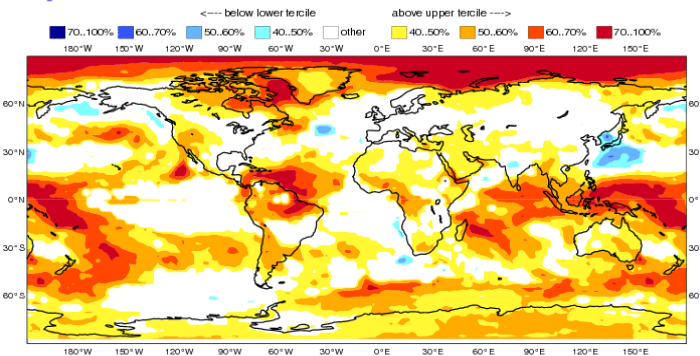 <---- below lower tercile above upper tercile ---->
70..100% 60..70% 50..60% 40..50% other 40..50% 50..60% 60..70% 70..100%
180°W 150°W 120°W 90°W 60°W 30°W 0°E 30°E 60°E 90°E 120°E 150°E
60°N 60
30°N 30
0°N 0°
30°S 30
60°S 60
180°W 150°W 120°W 90°W 60°W 30°W 0°E 30°E 60°E 90°E 120°E 150°E